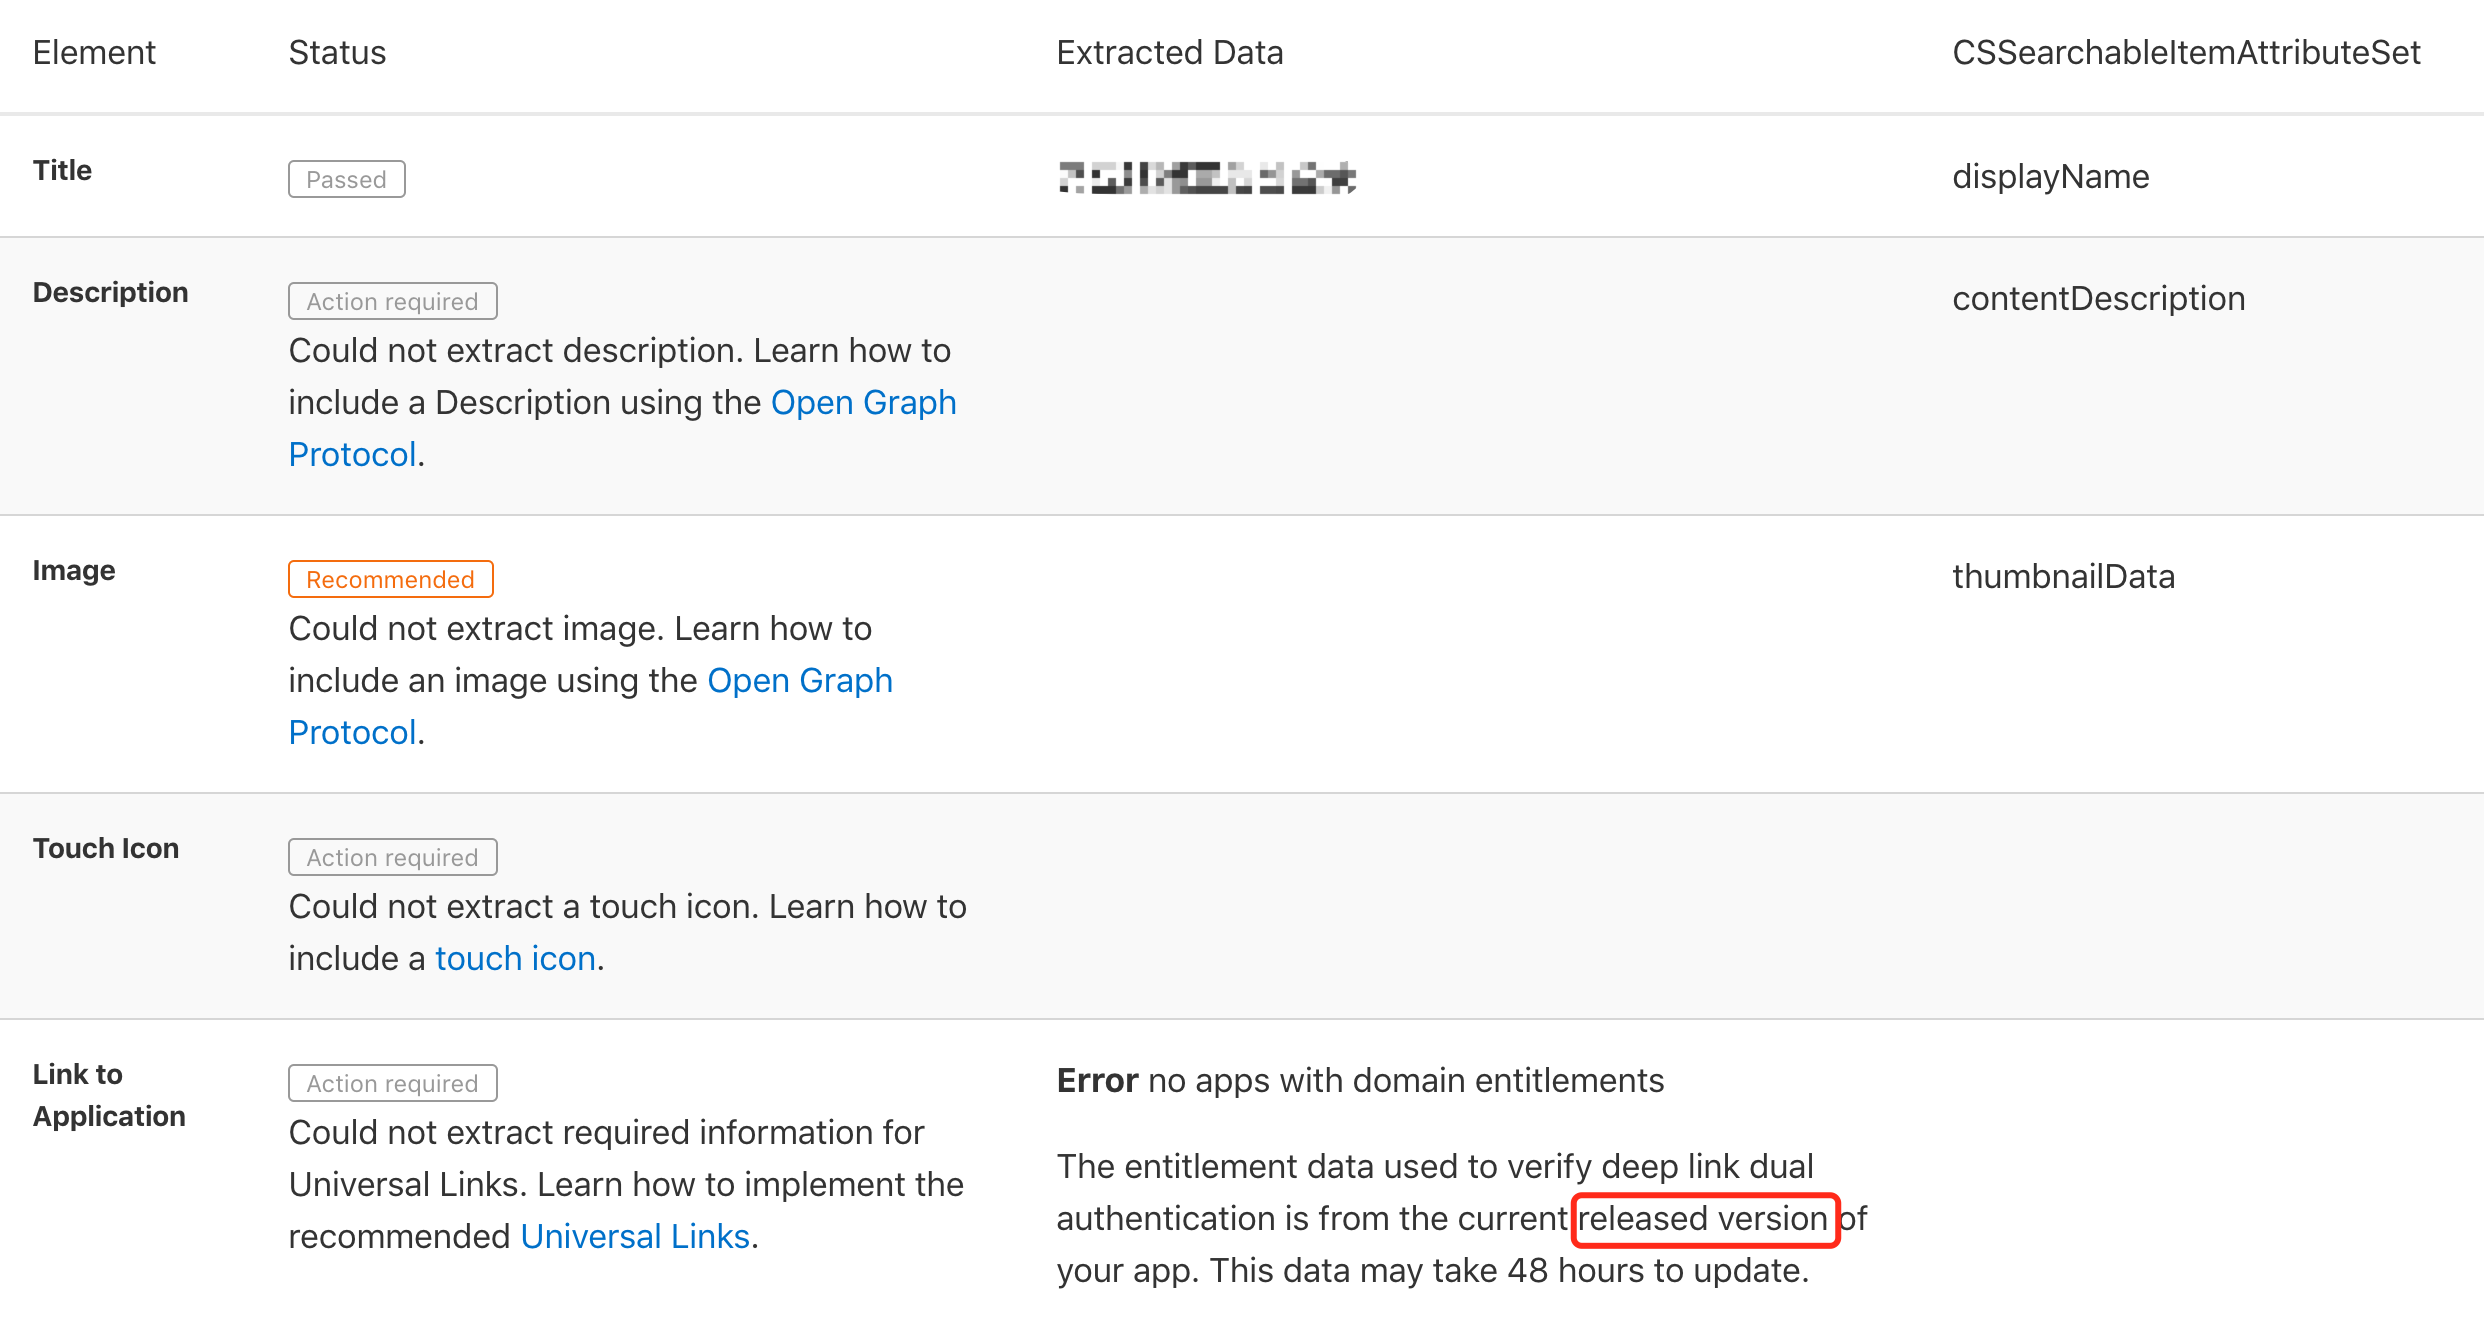 Element Status Extracted Data CSSearchableItemAttributeSet
Title Passed displayName
Description Action required contentDescription
Could not extract description. Learn how to
include a Description using the Open Graph
Protocol.
Image Recommended thumbnailData
Could not extract image. Learn how to
include an image using the Open Graph
Protocol.
Touch Icon Action required
Could not extract a touch icon. Learn how to
include a touch icon.
Link to
Application
Action required
Could not extract required information for
Universal Links. Learn how to implement the
recommended Universal Links.
Error no apps with domain entitlements
The entitlement data used to verify deep link dual
authentication is from the current released version of
your app. This data may take 48 hours to update.